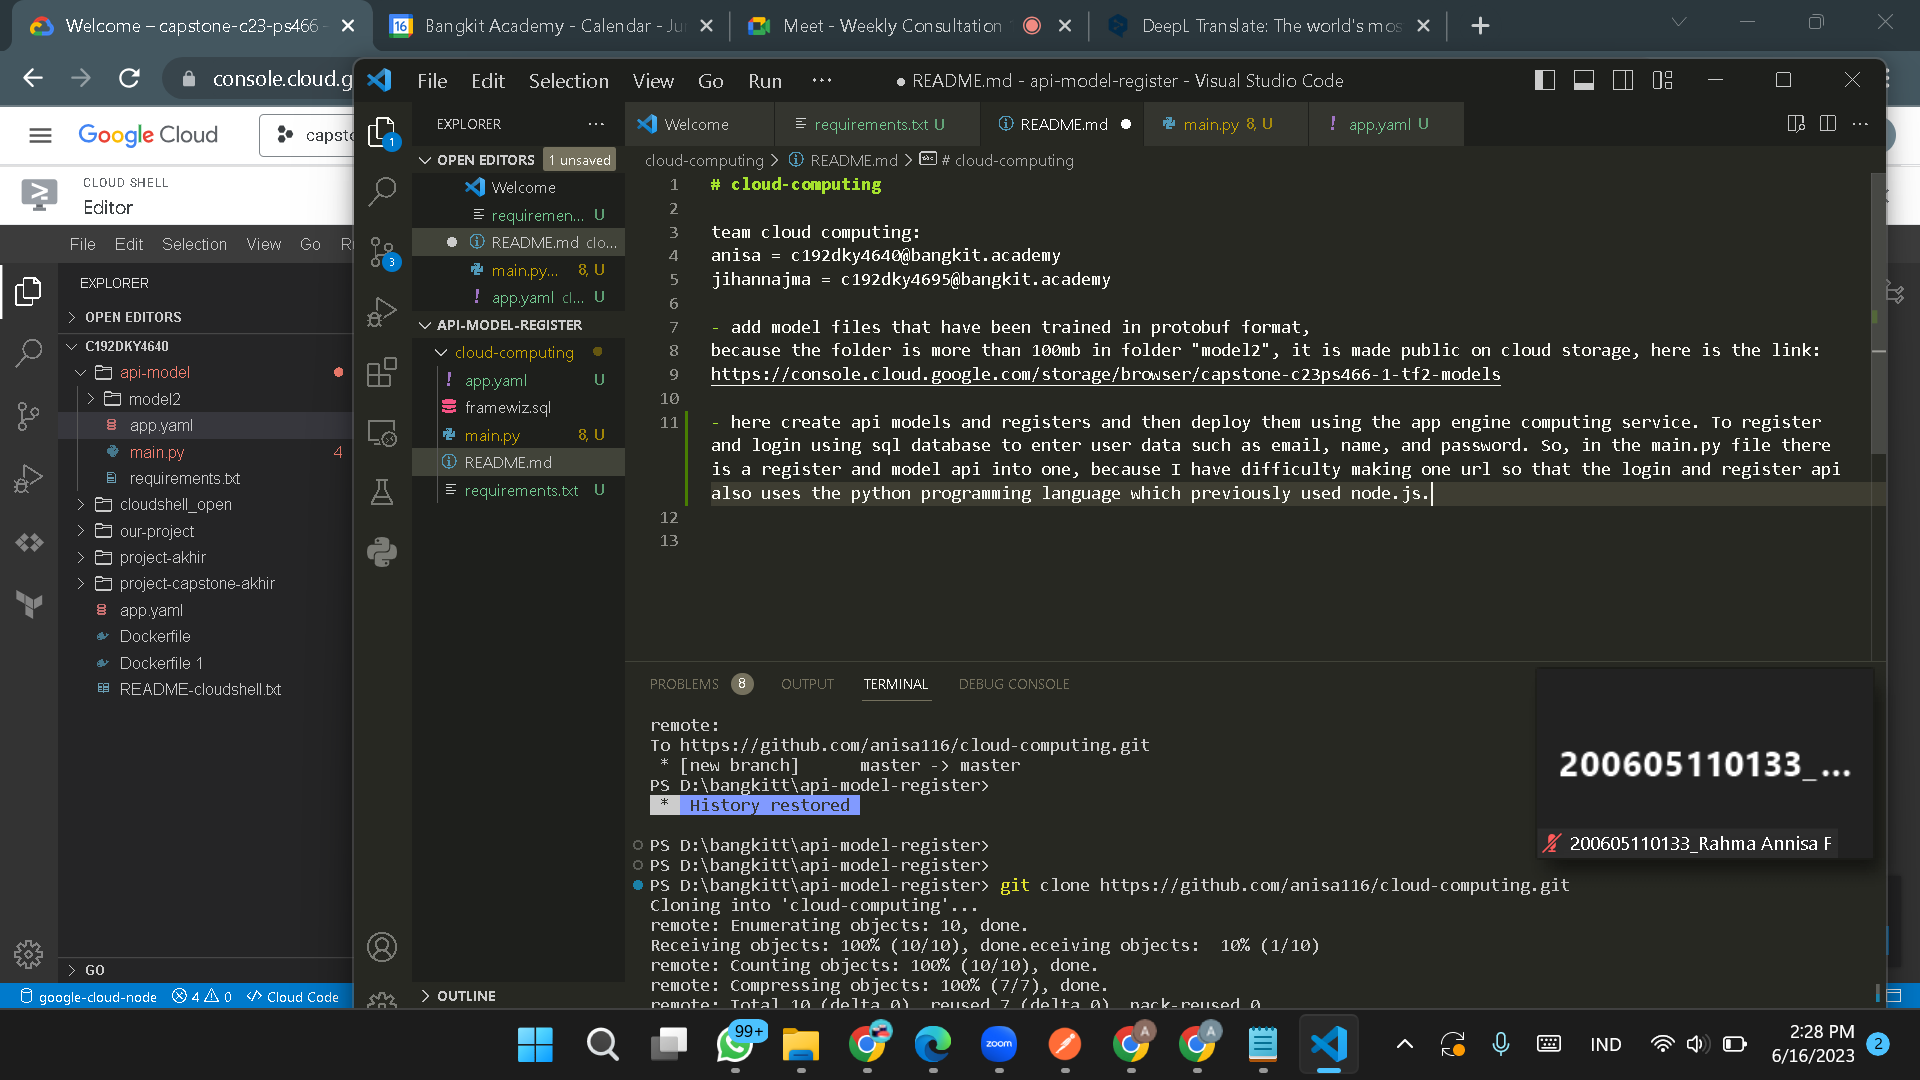 Welcome – capstone-c23-ps466 -
Bangkit Academy - Calendar - Ju
Meet - Weekly Consultation
DeepL Translate: The world's mos
console.cloud.g
Google Cloud
capst
CLOUD SHELL
Editor
File Edit Selection View Go R
EXPLORER
OPEN EDITORS
C192DKY4640
api-model
model2
app.yaml
main.py 4
requirements.txt
cloudshell_open
our-project
project-akhir
project-capstone-akhir
app.yaml
Dockerfile
Dockerfile 1
README-cloudshell.txt
GO
google-cloud-node 4 0 Cloud Code
File Edit Selection View Go Run ···
● README.md - api-model-register - Visual Studio Code
1
3
EXPLORER ···
OPEN EDITORS 1 unsaved
Welcome
requiremen... U
README.md clo...
main.py... 8, U
app.yaml cl... U
API-MODEL-REGISTER
cloud-computing
app.yaml U
framewiz.sql
main.py 8, U
README.md
requirements.txt U
OUTLINE
Welcome
requirements.txt U
README.md
main.py 8, U
app.yaml U
cloud-computing > README.md > # cloud-computing
1 # cloud-computing
2
3 team cloud computing:
4 anisa = c192dky4640@bangkit.academy
5 jihannajma = c192dky4695@bangkit.academy
6
7 - add model files that have been trained in protobuf format,
8 because the folder is more than 100mb in folder "model2", it is made public on cloud storage, here is the link:
9 https://console.cloud.google.com/storage/browser/capstone-c23ps466-1-tf2-models
10
11 - here create api models and registers and then deploy them using the app engine computing service. To register
and login using sql database to enter user data such as email, name, and password. So, in the main.py file there
is a register and model api into one, because I have difficulty making one url so that the login and register api
also uses the python programming language which previously used node.js.
12
13
PROBLEMS 8 OUTPUT TERMINAL DEBUG CONSOLE
remote:
To https://github.com/anisa116/cloud-computing.git
* [new branch] master -> master
PS D:\bangkitt\api-model-register>
* History restored
PS D:\bangkitt\api-model-register>
PS D:\bangkitt\api-model-register>
PS D:\bangkitt\api-model-register> git clone https://github.com/anisa116/cloud-computing.git
Cloning into 'cloud-computing'...
remote: Enumerating objects: 10, done.
Receiving objects: 100% (10/10), done.eceiving objects: 10% (1/10)
remote: Counting objects: 100% (10/10), done.
remote: Compressing objects: 100% (7/7), done.
remote: Total 10 (delta 0), reused 7 (delta 0), pack-reused 0
200605110133_...
200605110133_Rahma Annisa F
99+
zoom
A
A
IND
2:28 PM
6/16/2023
2